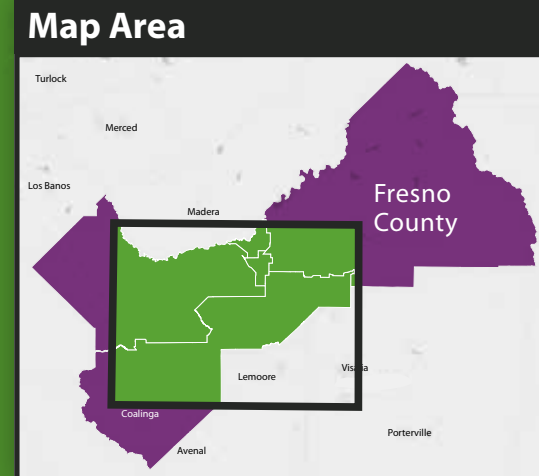 Map Area
Turlock
Merced
Los Banos
Madera
Fresno
County
Visalia
Lemoore
Coalinga
Porterville
Avenal